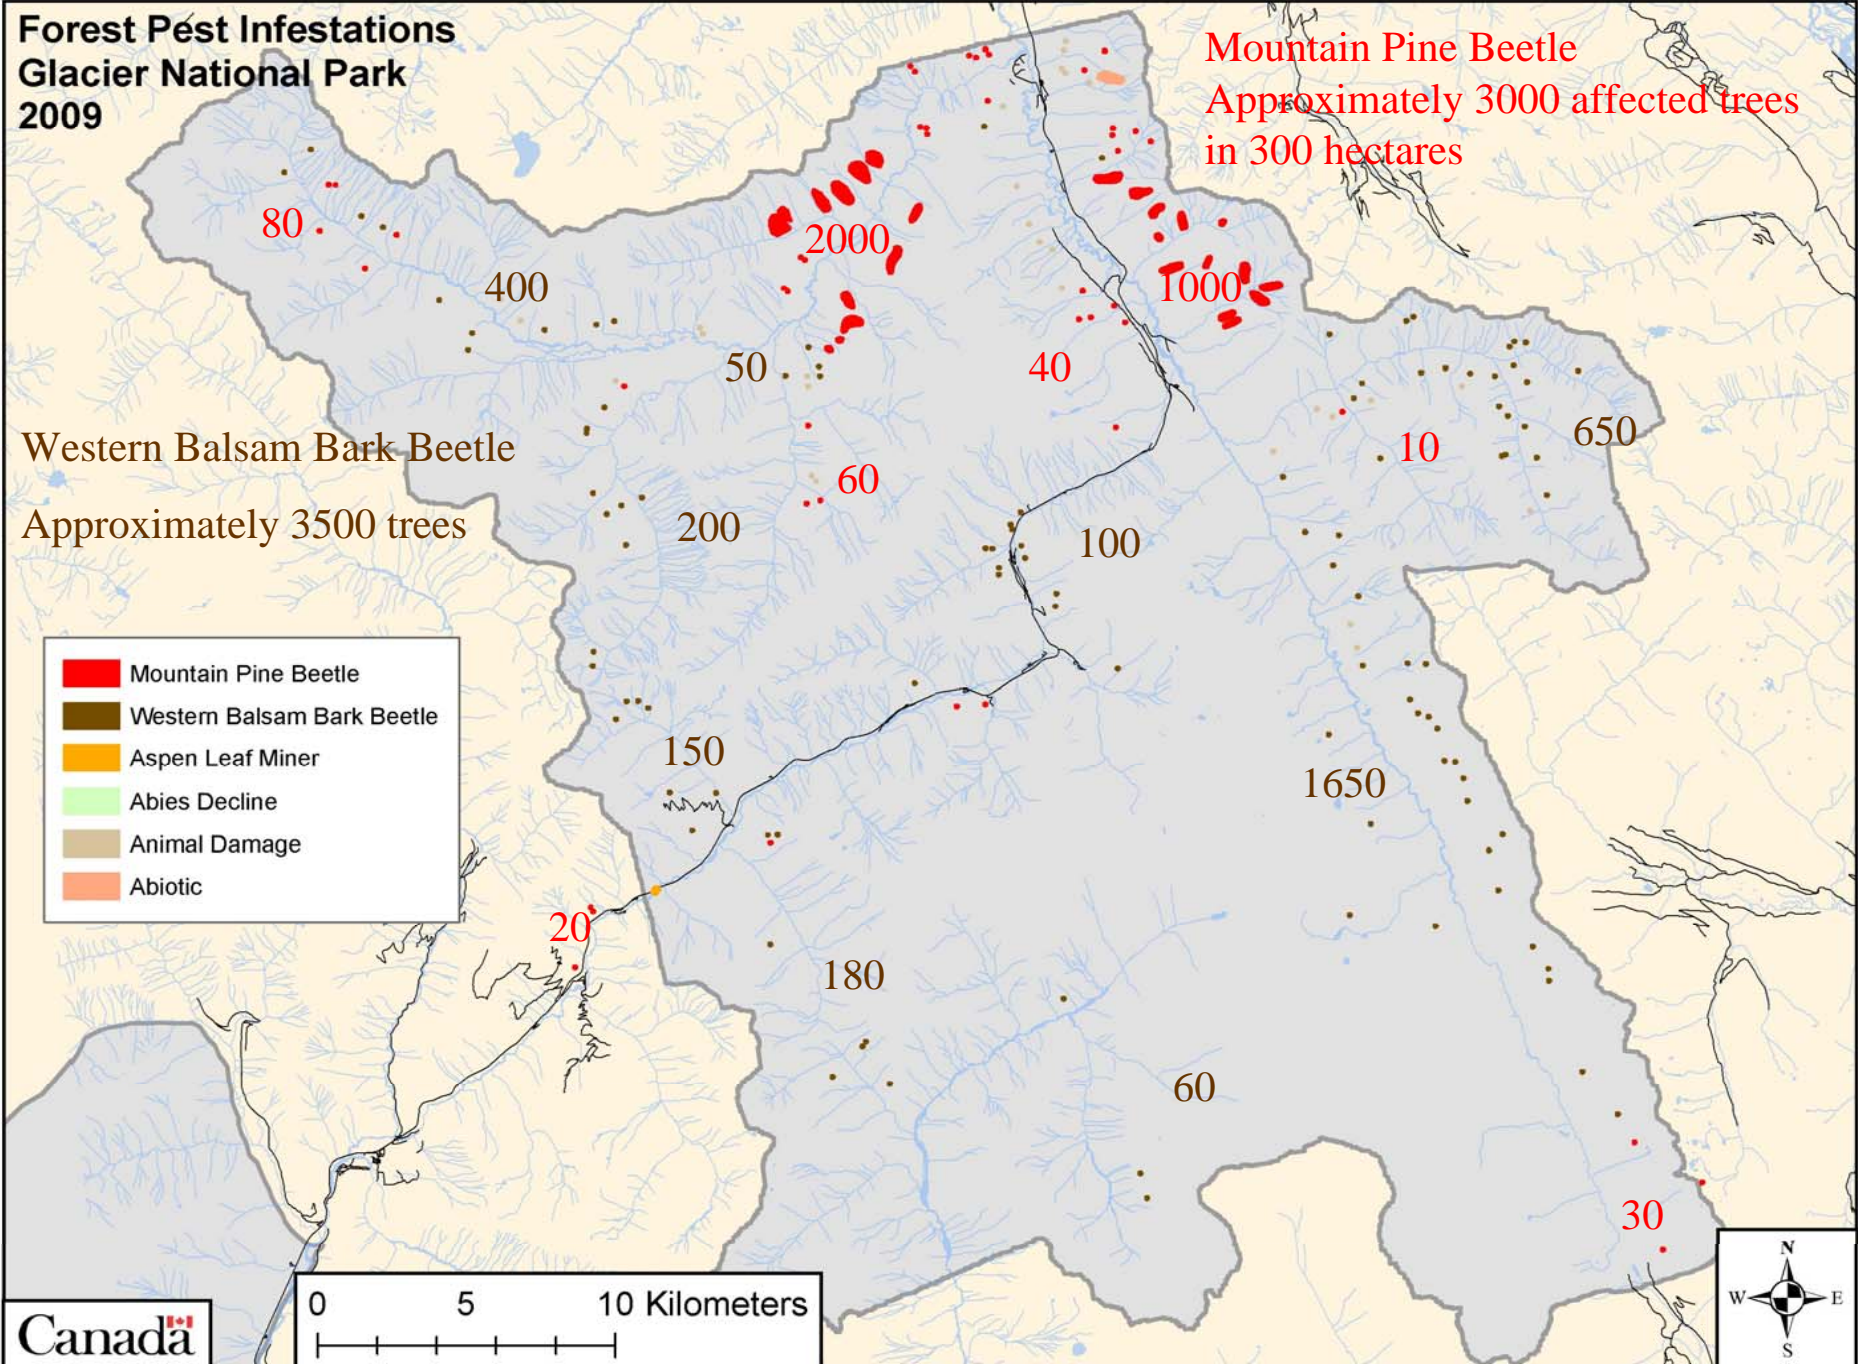 Forest Pest Infestations
Glacier National Park
2009
Mountain Pine Beetle
Approximately 3000 affected trees
in 300 hectares
80
2000
400
1000
50
40
Western Balsam Bark Beetle
Approximately 3500 trees
10
650
60
200
100
Mountain Pine Beetle
Western Balsam Bark Beetle
Aspen Leaf Miner
Abies Decline
Animal Damage
Abiotic
150
1650
20
180
60
30
0 5 10 Kilometers
Canada
N
W E
S